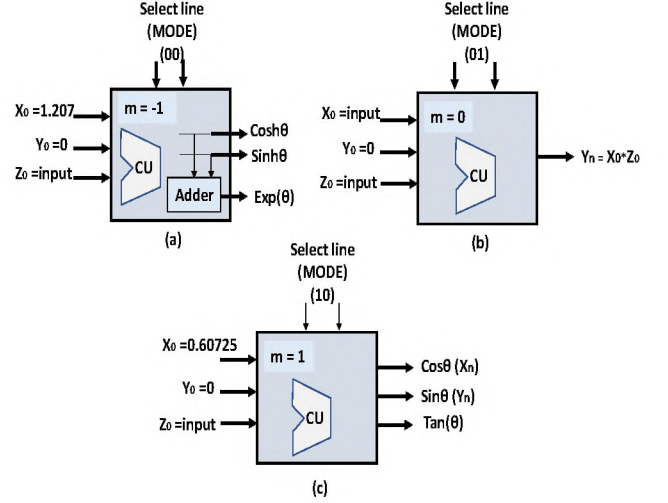 Select line
(MODE)
(00)
X₀ =1.207
Y₀ =0
Z₀ =input
m = -1
CU
Adder
Coshθ
Sinhθ
Exp(θ)
(a)
Select line
(MODE)
(01)
X₀ =input
Y₀ =0
Z₀ =input
m = 0
CU
Yₙ = X₀*Z₀
(b)
Select line
(MODE)
(10)
X₀ =0.60725
Y₀ =0
Z₀ =input
m = 1
CU
Cosθ (Xₙ)
Sinθ (Yₙ)
Tan(θ)
(c)